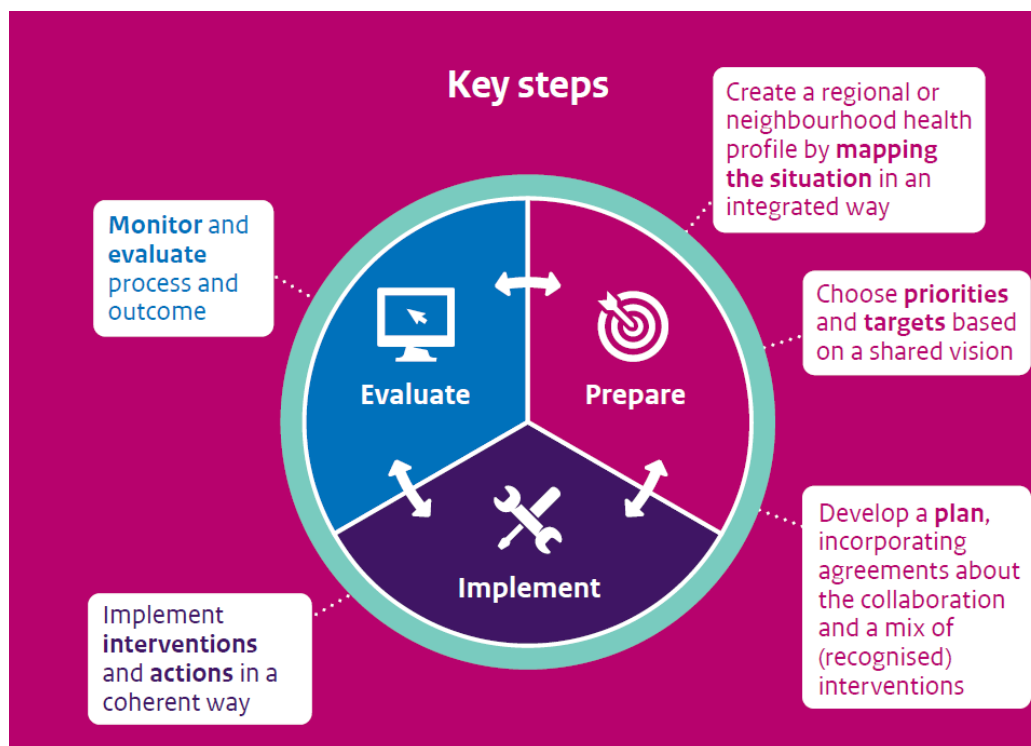 Key steps
Create a regional or
neighbourhood health
profile by mapping
the situation in an
integrated way
Monitor and
evaluate
process and
outcome
Choose priorities
and targets based
on a shared vision
Evaluate
Prepare
Develop a plan,
incorporating
agreements about
the collaboration
and a mix of
(recognised)
interventions
Implement
Implement
interventions
and actions in a
coherent way